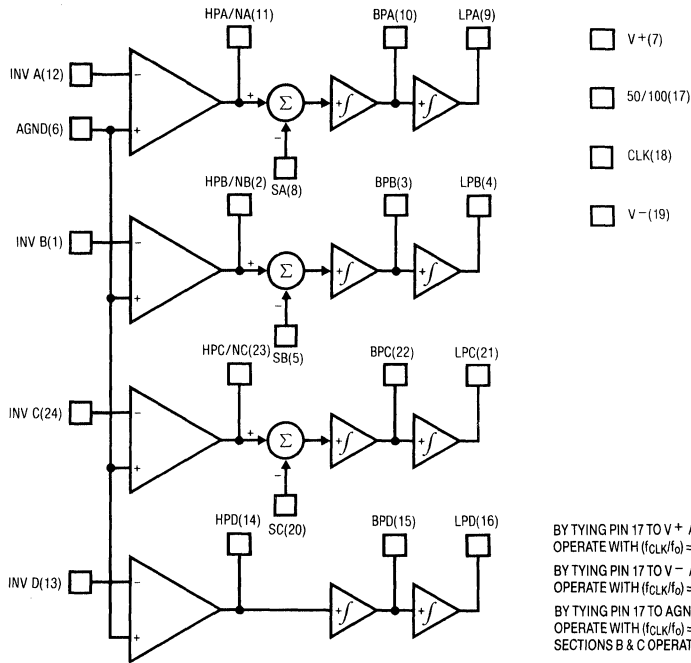 HPA/NA(11)
BPA(10)
LPA(9)
V+(7)
INV A(12)
−
+
Σ
+∫
+∫
50/100(17)
AGND(6)
+
−
SA(8)
CLK(18)
HPB/NB(2)
BPB(3)
LPB(4)
V−(19)
INV B(1)
−
+
Σ
+∫
+∫
+
−
SB(5)
HPC/NC(23)
BPC(22)
LPC(21)
INV C(24)
−
+
Σ
+∫
+∫
+
−
SC(20)
HPD(14)
BPD(15)
LPD(16)
INV D(13)
−
+∫
+∫
+
BY TYING PIN 17 TO V+ A
OPERATE WITH (fCLK/fo) =
BY TYING PIN 17 TO V− A
OPERATE WITH (fCLK/fo) =
BY TYING PIN 17 TO AGN
OPERATE WITH (fCLK/fo) =
SECTIONS B & C OPERAT